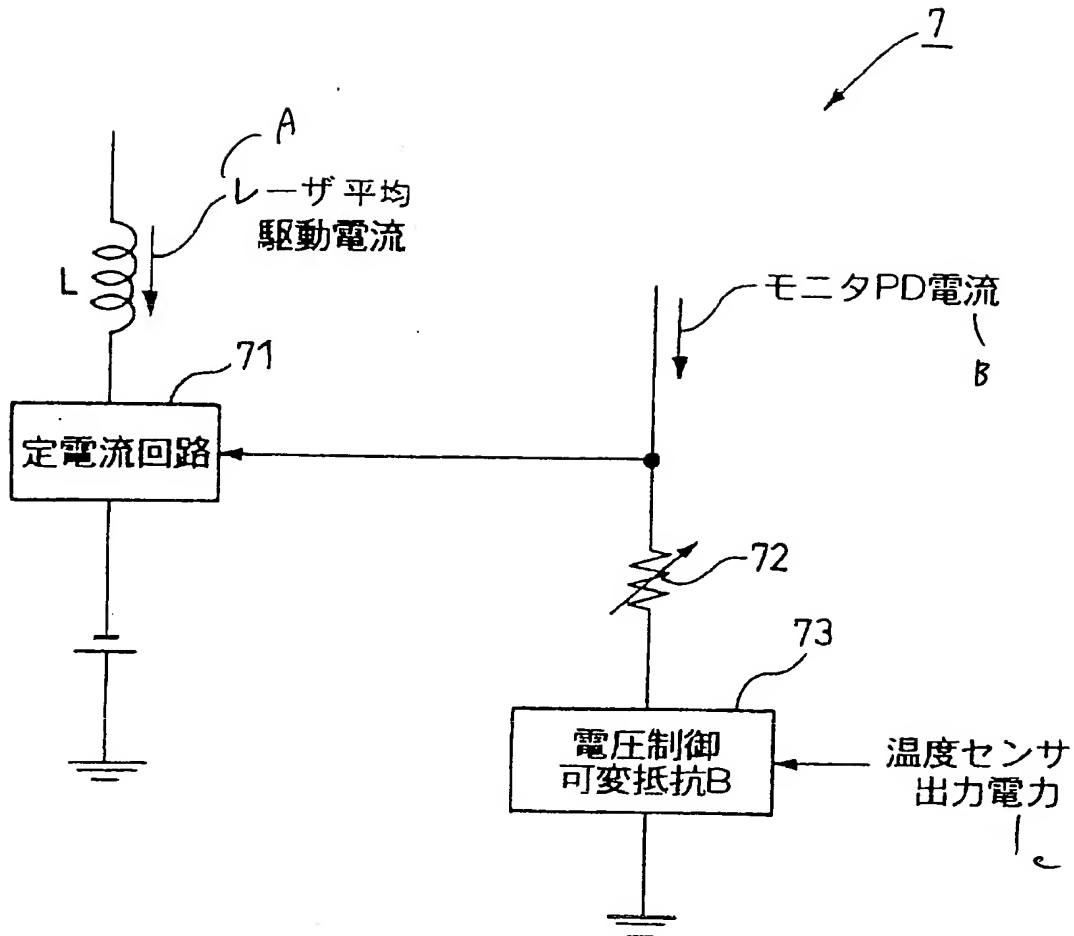 7
A
レーザ平均
駆動電流
L
モニタPD電流
B
71
定電流回路
72
73
電圧制御
可変抵抗B
温度センサ
出力電力
c